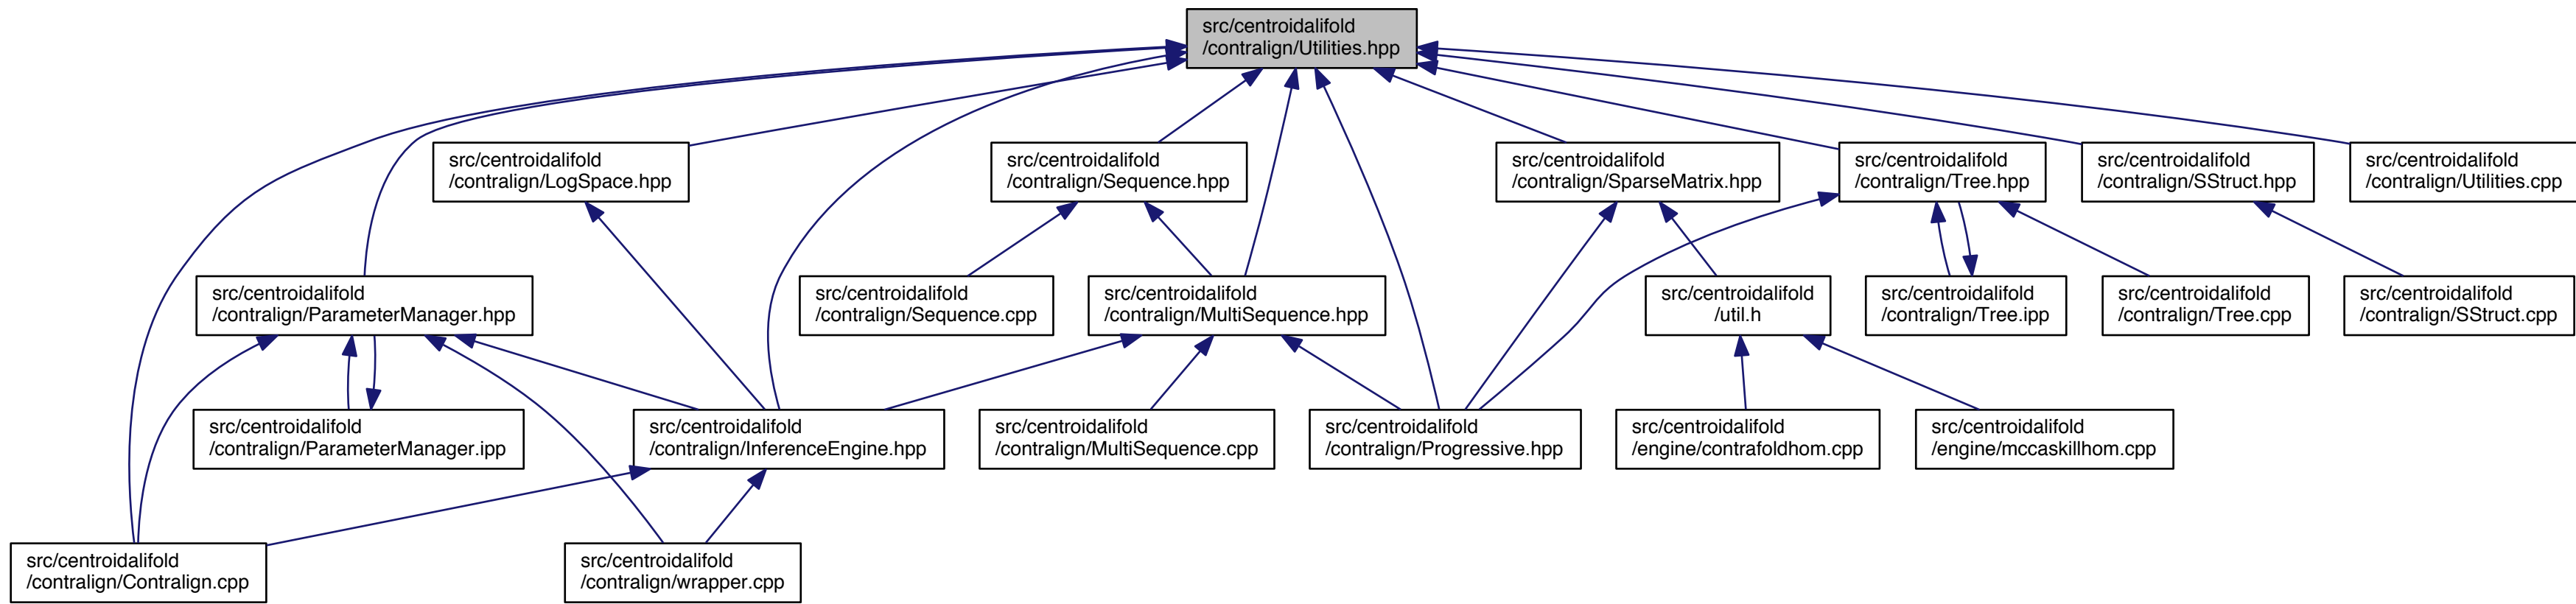 src/centroidalifold
/contralign/Utilities.hpp
src/centroidalifold
/contralign/LogSpace.hpp
src/centroidalifold
/contralign/Sequence.hpp
src/centroidalifold
/contralign/SparseMatrix.hpp
src/centroidalifold
/contralign/Tree.hpp
src/centroidalifold
/contralign/SStruct.hpp
src/centroidalifold
/contralign/Utilities.cpp
src/centroidalifold
/contralign/ParameterManager.hpp
src/centroidalifold
/contralign/Sequence.cpp
src/centroidalifold
/contralign/MultiSequence.hpp
src/centroidalifold
/util.h
src/centroidalifold
/contralign/Tree.ipp
src/centroidalifold
/contralign/Tree.cpp
src/centroidalifold
/contralign/SStruct.cpp
src/centroidalifold
/contralign/ParameterManager.ipp
src/centroidalifold
/contralign/InferenceEngine.hpp
src/centroidalifold
/contralign/MultiSequence.cpp
src/centroidalifold
/contralign/Progressive.hpp
src/centroidalifold
/engine/contrafoldhom.cpp
src/centroidalifold
/engine/mccaskillhom.cpp
src/centroidalifold
/contralign/Contralign.cpp
src/centroidalifold
/contralign/wrapper.cpp